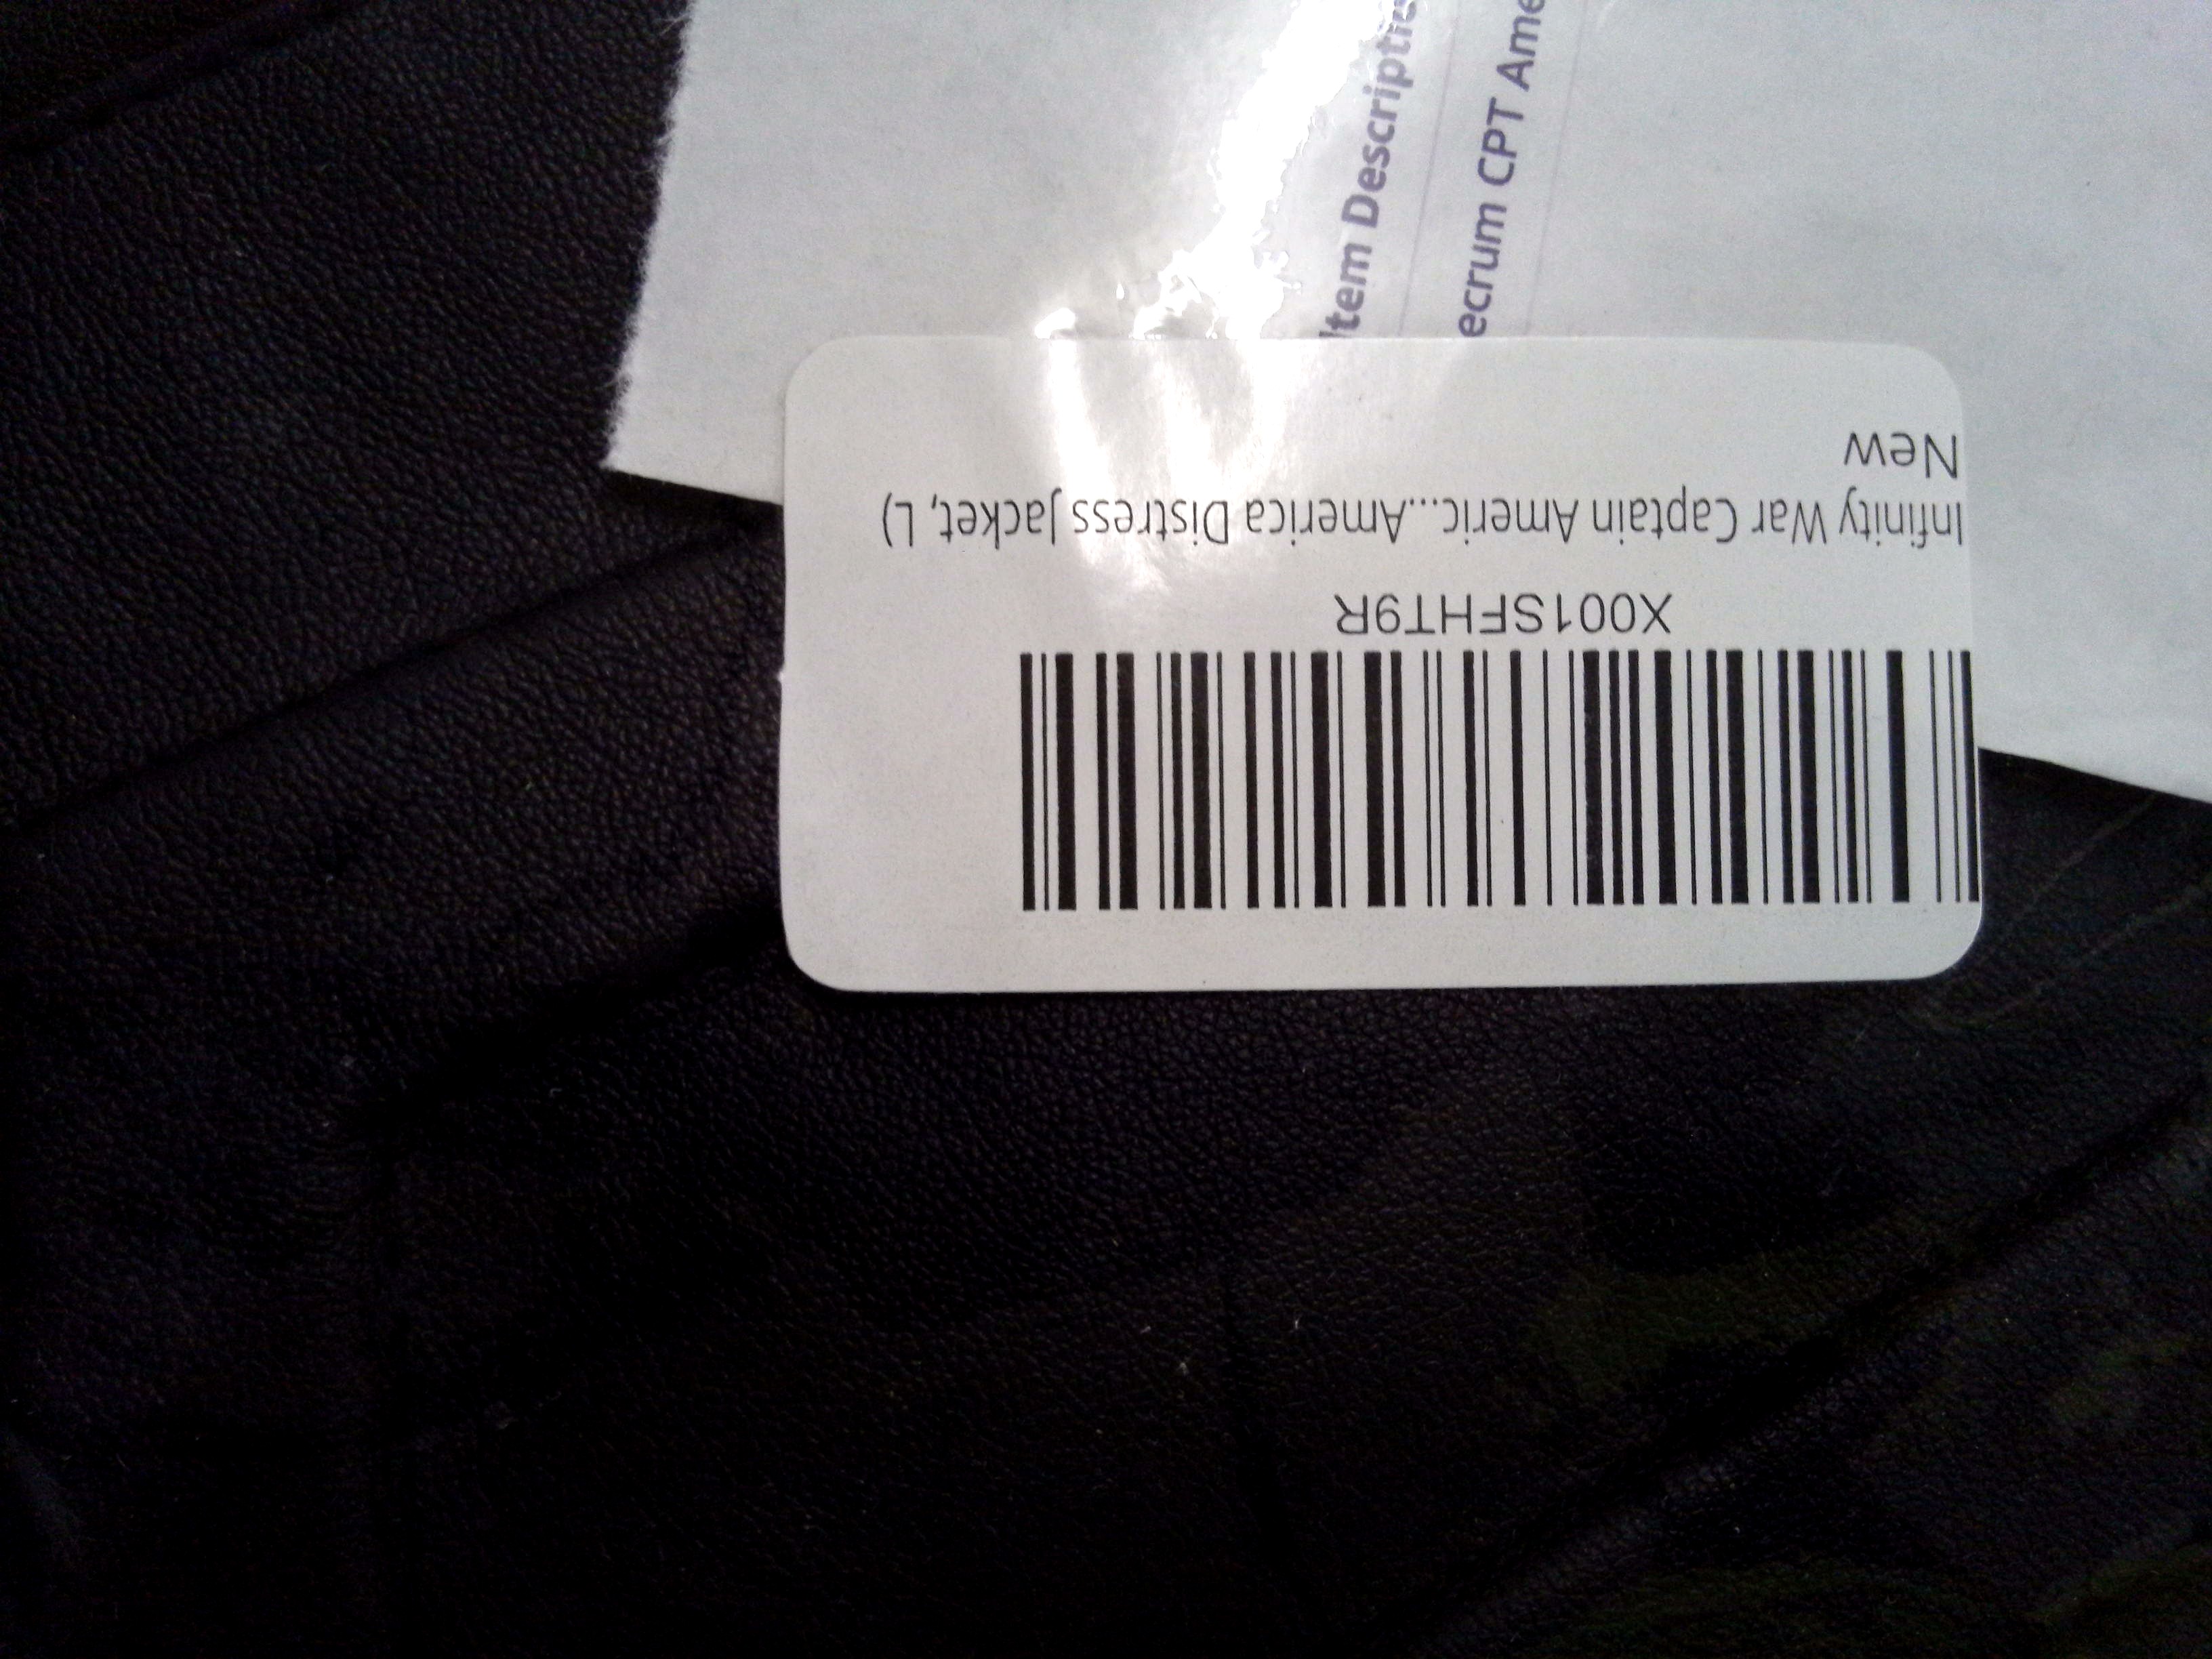 X001SFHT9R
Infinity War Captain Americ...America Distress Jacket, L)
New
Item Descripti
ecrum CPT Ame